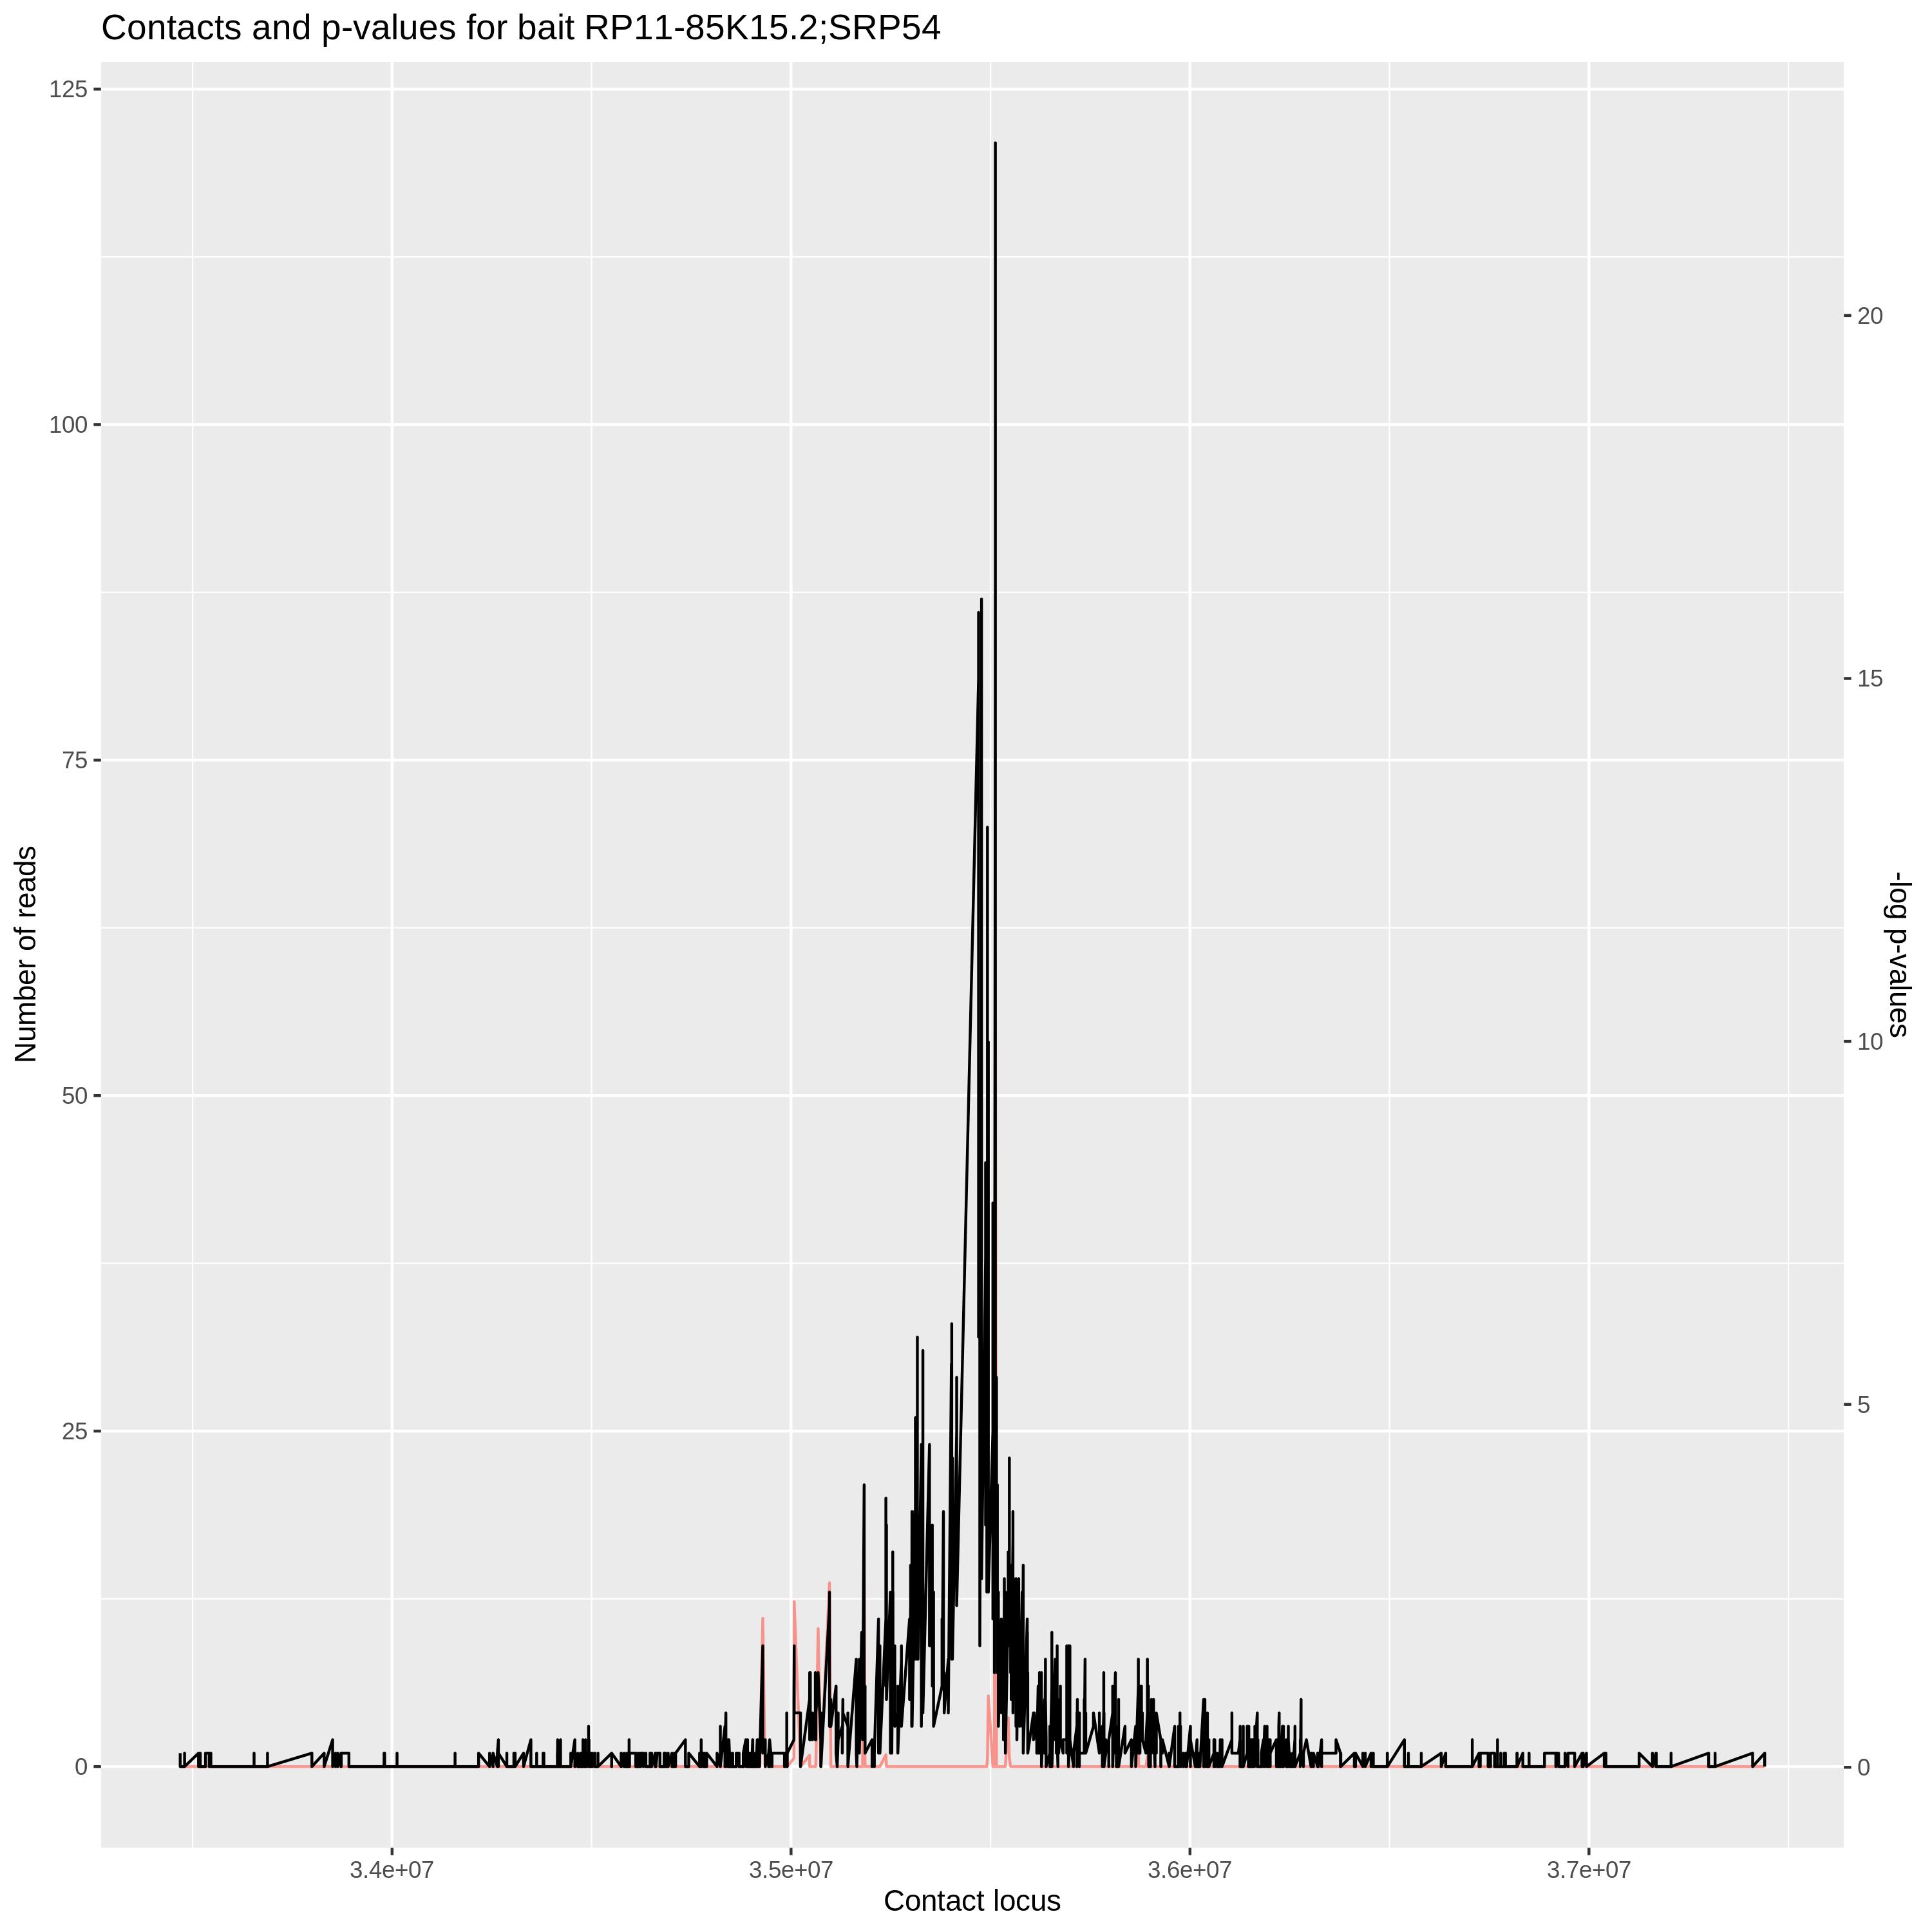 Contacts and p-values for bait RP11-85K15.2;SRP54
125
100
75
50
25
0
Number of reads
20
15
10
5
0
-log p-values
3.4e+07
3.5e+07
3.6e+07
3.7e+07
Contact locus